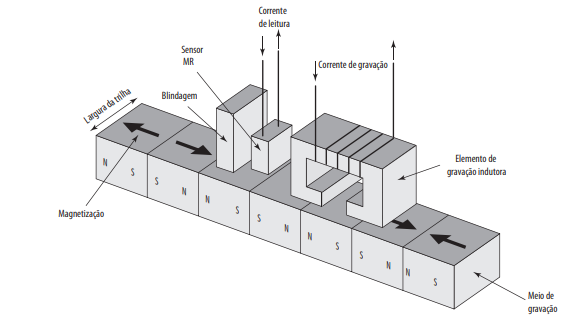 Corrente
de leitura
Sensor
MR
Corrente de gravação
Blindagem
Largura da trilha
Elemento de
gravação indutora
N
S
S
N
N
S
S
N
N
S
S
N
N
S
Magnetização
Meio de
gravação